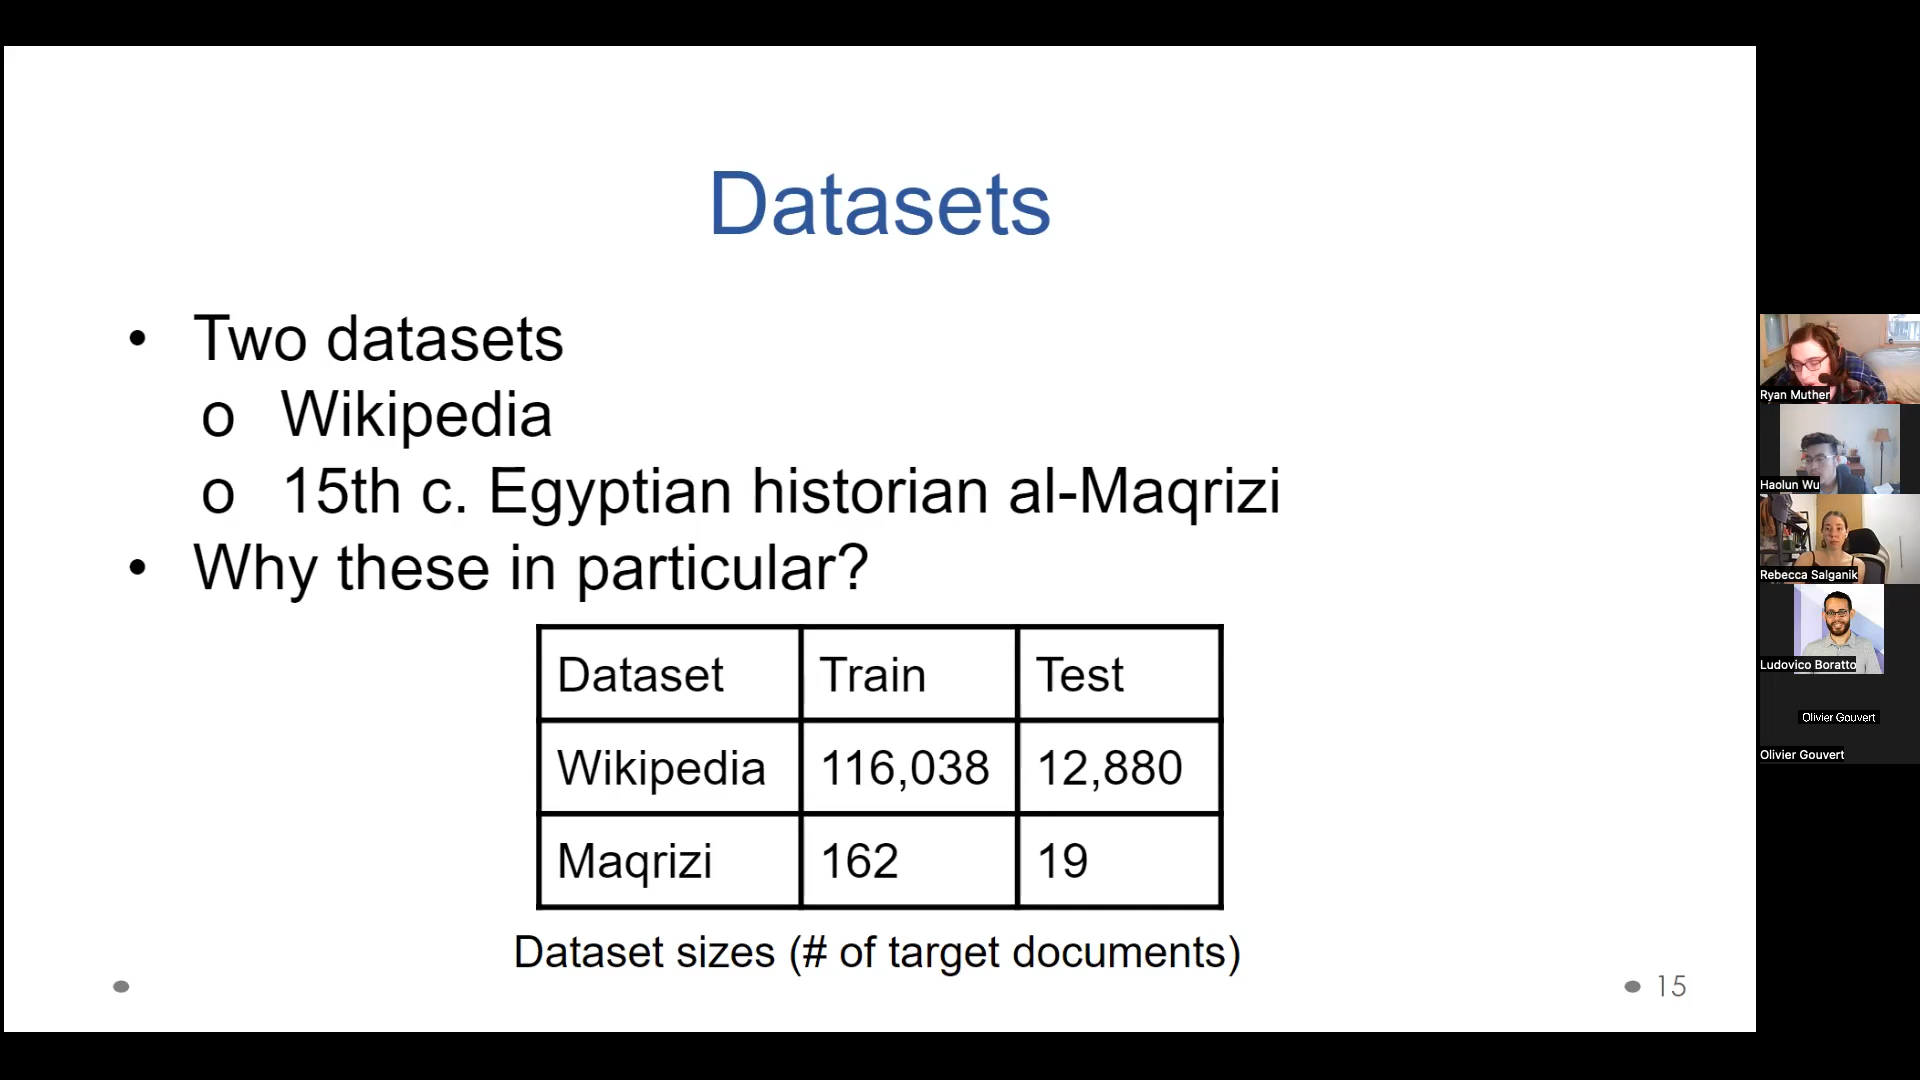 Datasets
• Two datasets
o Wikipedia
o 15th c. Egyptian historian al-Maqrizi
• Why these in particular?
Dataset Train Test
Wikipedia 116,038 12,880
Maqrizi 162 19
Dataset sizes (# of target documents)
15
Ryan Muther
Haolun Wu
Rebecca Salganik
Ludovico Boratto
Olivier Gouvert
Olivier Gouvert